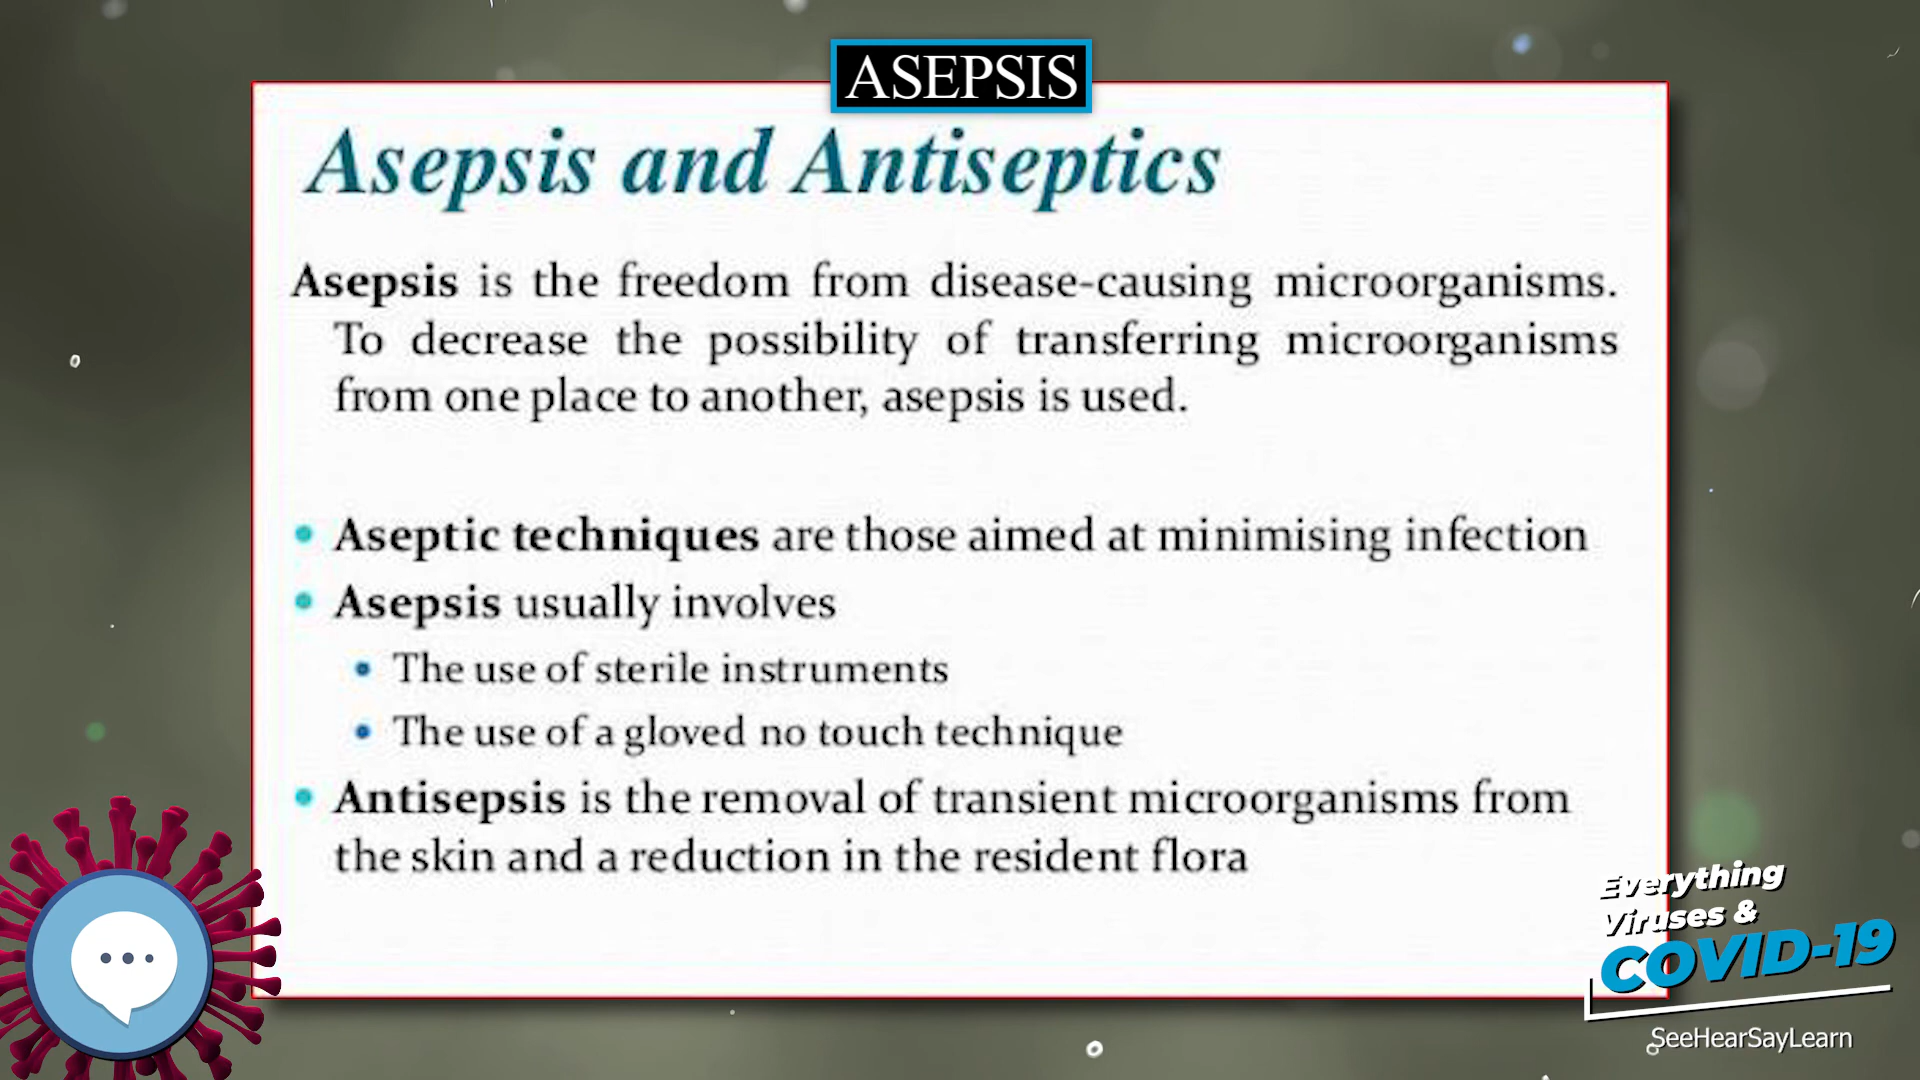 ASEPSIS
Asepsis and Antiseptics
Asepsis is the freedom from disease-causing microorganisms.
To decrease the possibility of transferring microorganisms
from one place to another, asepsis is used.
• Aseptic techniques are those aimed at minimising infection
• Asepsis usually involves
• The use of sterile instruments
• The use of a gloved no touch technique
• Antisepsis is the removal of transient microorganisms from
the skin and a reduction in the resident flora
Everything
Viruses &
COVID-19
SeeHearSayLearn